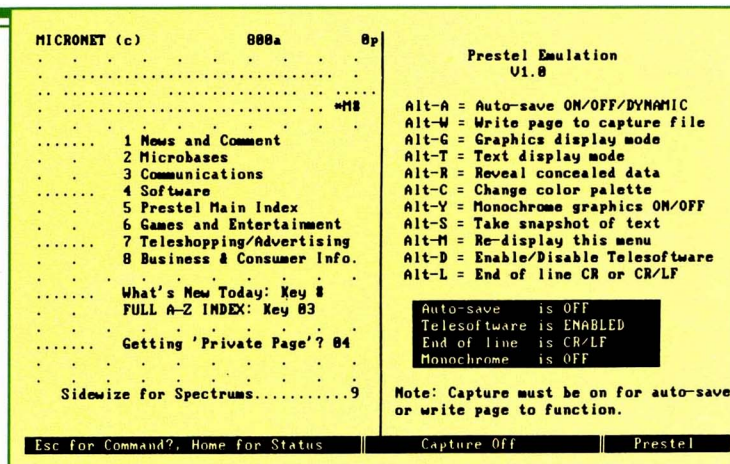 MICRONET (c) 800a 0p
*M8
1 News and Comment
2 Microbases
3 Communications
4 Software
5 Prestel Main Index
6 Games and Entertainment
7 Teleshopping/Advertising
8 Business & Consumer Info.
What's New Today: Key 8
FULL A-Z INDEX: Key 03
Getting 'Private Page'? 04
Sidewize for Spectrums...........9
Prestel Emulation
V1.0
Alt-A = Auto-save ON/OFF/DYNAMIC
Alt-W = Write page to capture file
Alt-G = Graphics display mode
Alt-T = Text display mode
Alt-R = Reveal concealed data
Alt-C = Change color palette
Alt-Y = Monochrome graphics ON/OFF
Alt-S = Take snapshot of text
Alt-M = Re-display this menu
Alt-D = Enable/Disable Telesoftware
Alt-L = End of line CR or CR/LF
Auto-save is OFF
Telesoftware is ENABLED
End of line is CR/LF
Monochrome is OFF
Note: Capture must be on for auto-save
or write page to function.
Esc for Command?, Home for Status Capture Off Prestel